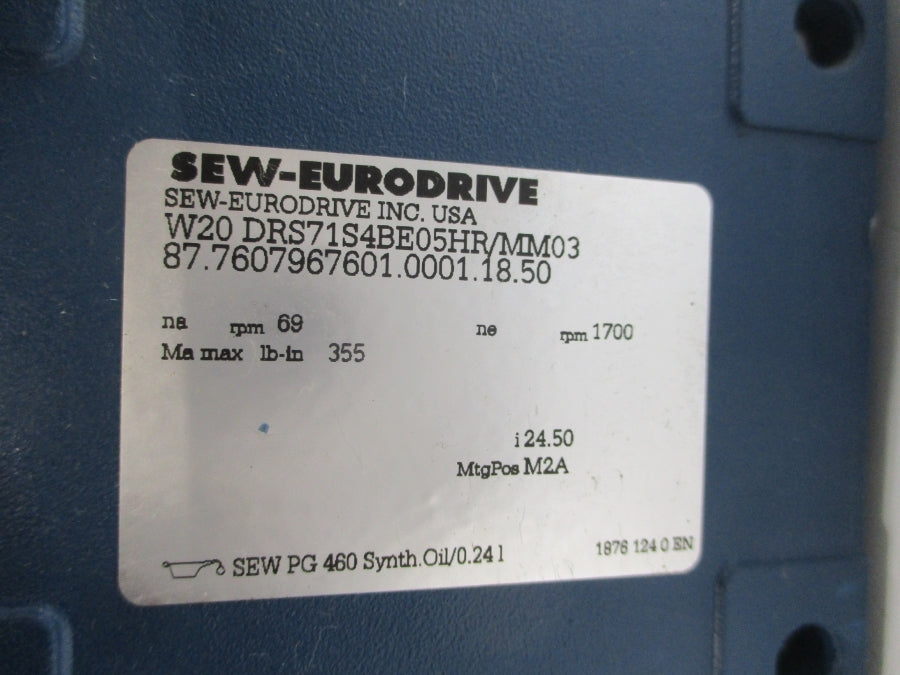 SEW-EURODRIVE
SEW-EURODRIVE INC. USA
W20 DRS71S4BE05HR/MM03
87.7607967601.0001.18.50
na rpm 69 ne rpm 1700
Ma max lb-in 355
i 24.50
MtgPos M2A
SEW PG 460 Synth.Oil/0.24 l
1876 124 0 EN